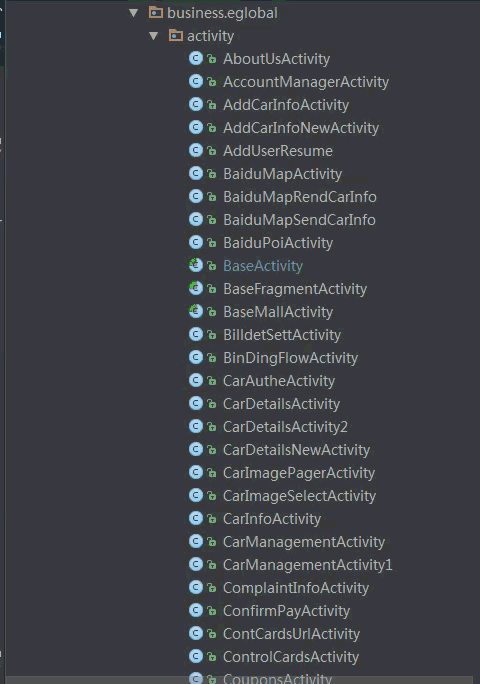 business.eglobal
activity
AboutUsActivity
AccountManagerActivity
AddCarInfoActivity
AddCarInfoNewActivity
AddUserResume
BaiduMapActivity
BaiduMapRendCarInfo
BaiduMapSendCarInfo
BaiduPoiActivity
BaseActivity
BaseFragmentActivity
BaseMallActivity
BilldetSettActivity
BinDingFlowActivity
CarAutheActivity
CarDetailsActivity
CarDetailsActivity2
CarDetailsNewActivity
CarImagePagerActivity
CarImageSelectActivity
CarInfoActivity
CarManagementActivity
CarManagementActivity1
ComplaintInfoActivity
ConfirmPayActivity
ContCardsUrlActivity
ControlCardsActivity
CouponsActivity